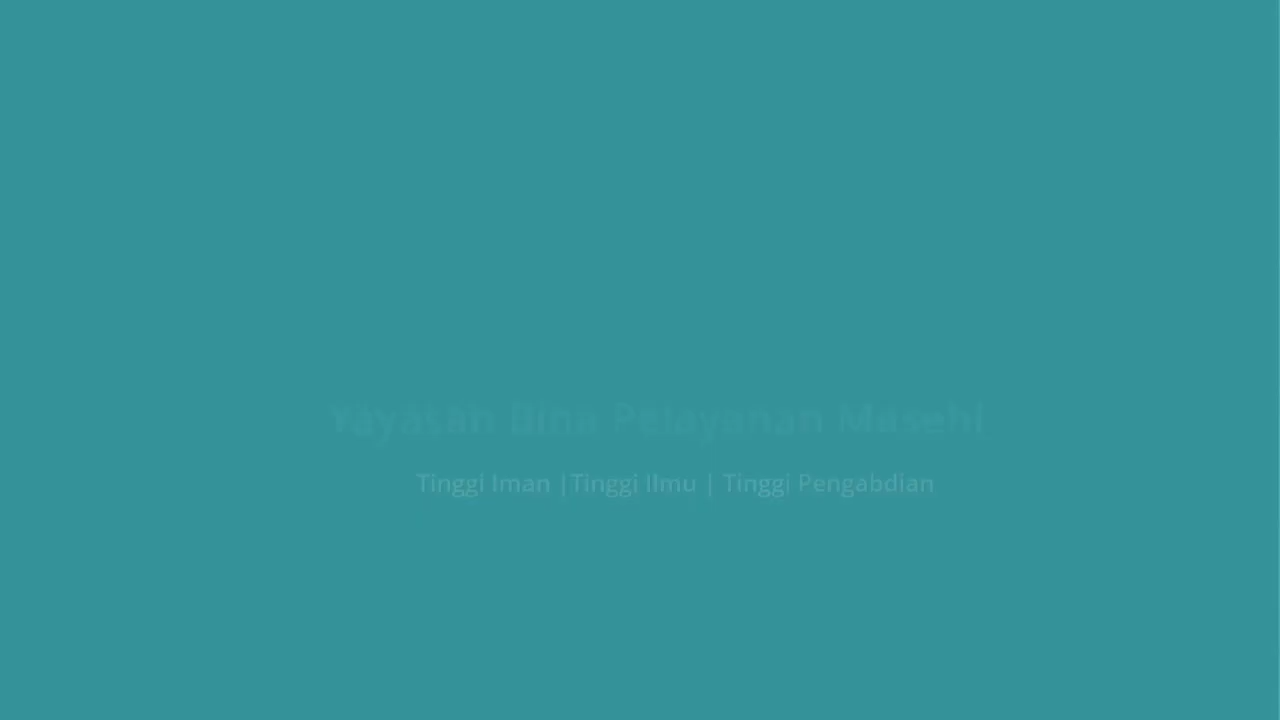 Yayasan Bina Pelayanan Masehi
Tinggi Iman |Tinggi Ilmu | Tinggi Pengabdian